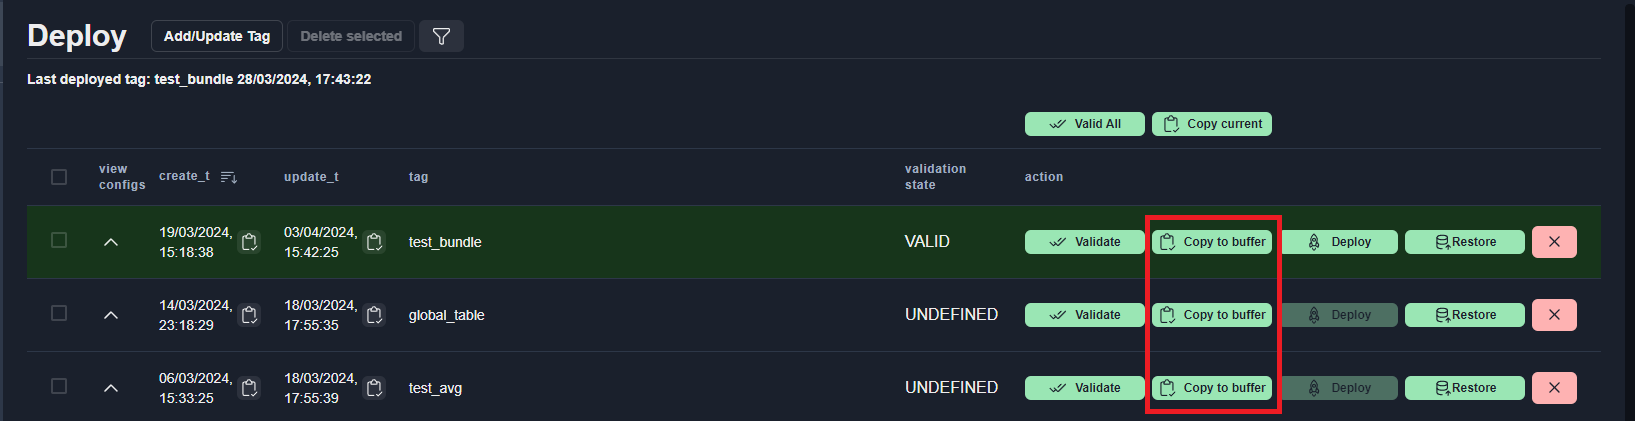 Deploy Add/Update Tag Delete selected
Last deployed tag: test_bundle 28/03/2024, 17:43:22
Valid All Copy current
view configs create_t update_t tag validation state action
19/03/2024, 15:18:38 03/04/2024, 15:42:25 test_bundle VALID Validate Copy to buffer Deploy Restore
14/03/2024, 23:18:29 18/03/2024, 17:55:35 global_table UNDEFINED Validate Copy to buffer Deploy Restore
06/03/2024, 15:33:25 18/03/2024, 17:55:39 test_avg UNDEFINED Validate Copy to buffer Deploy Restore